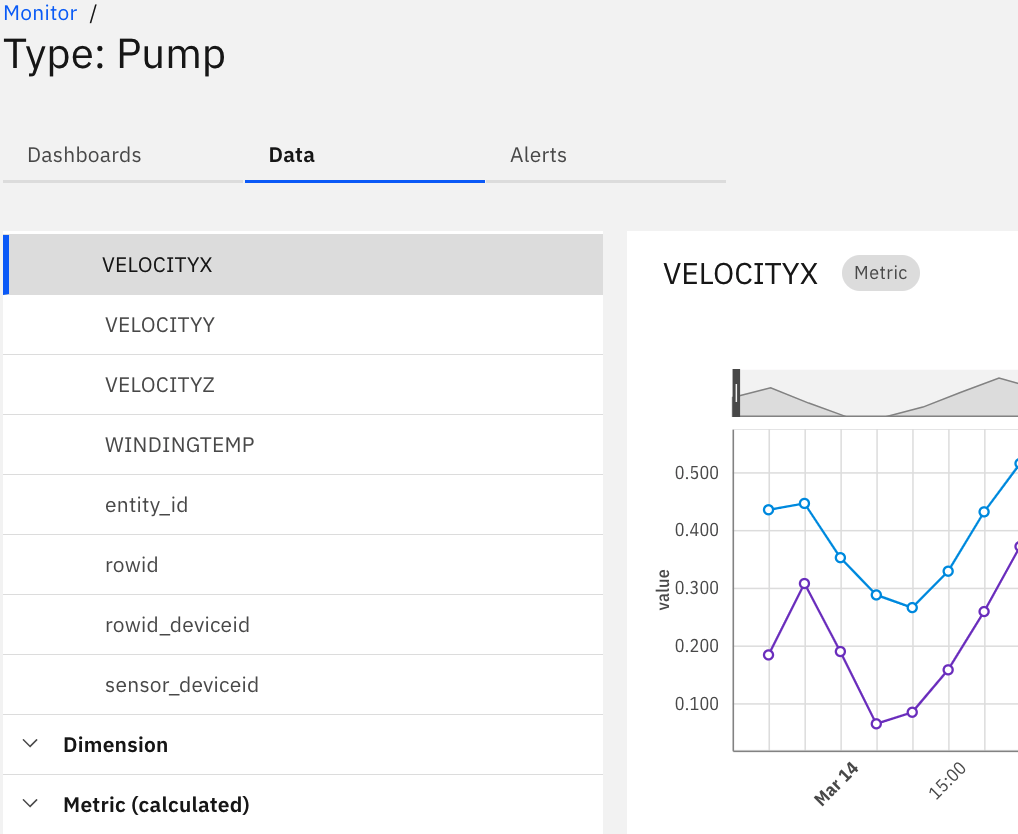 Monitor /
Type: Pump
Dashboards
Data
Alerts
VELOCITYX
VELOCITYY
VELOCITYZ
WINDINGTEMP
entity_id
rowid
rowid_deviceid
sensor_deviceid
Dimension
Metric (calculated)
VELOCITYX
Metric
0.500
0.400
0.300
0.200
0.100
value
Mar 14
15:00